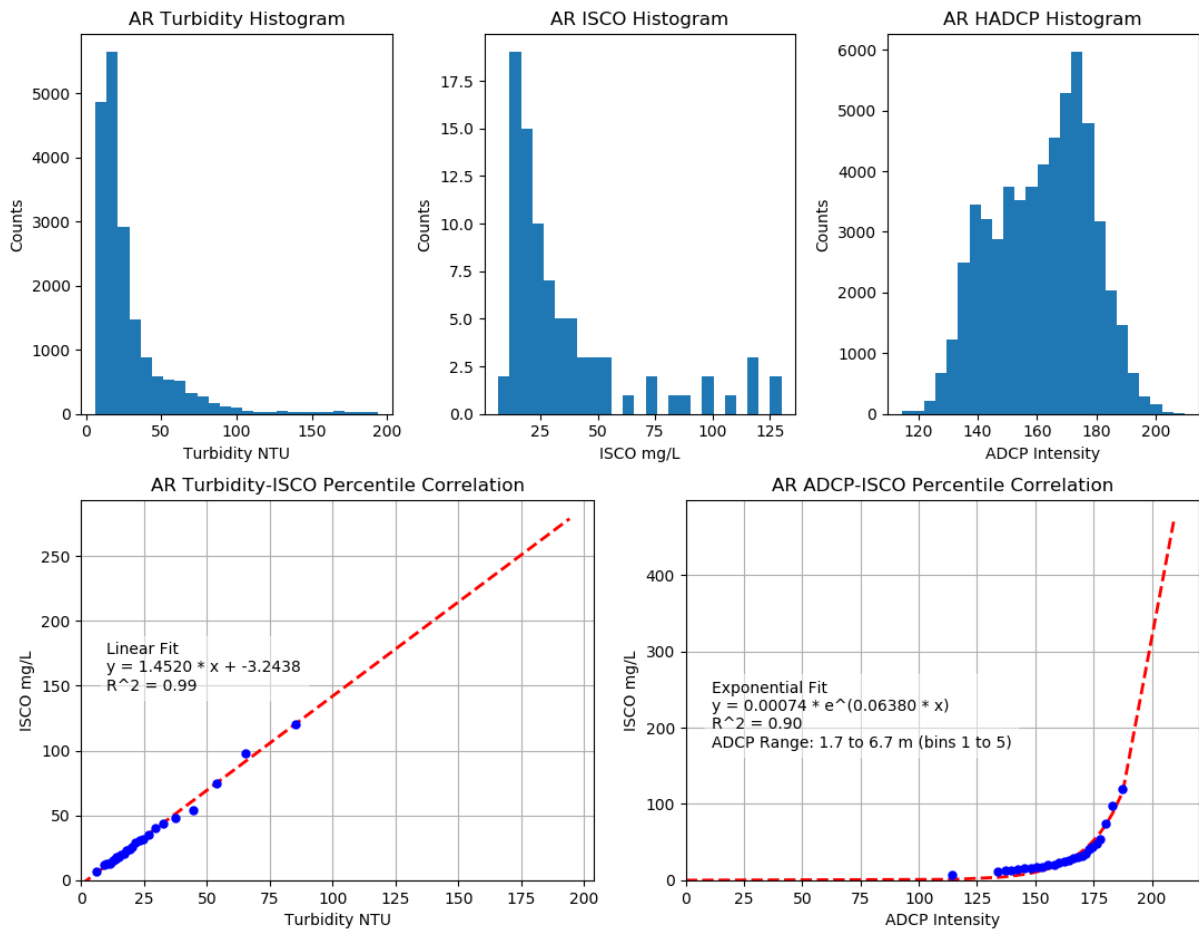 AR Turbidity Histogram
5000
4000
3000
2000
1000
0
Counts
0 50 100 150 200
Turbidity NTU
AR ISCO Histogram
17.5
15.0
12.5
10.0
7.5
5.0
2.5
0.0
Counts
25 50 75 100 125
ISCO mg/L
AR HADCP Histogram
6000
5000
4000
3000
2000
1000
0
Counts
120 140 160 180 200
ADCP Intensity
AR Turbidity-ISCO Percentile Correlation
250
200
150
100
50
0
ISCO mg/L
Linear Fit
y = 1.4520 * x + -3.2438
R^2 = 0.99
0 25 50 75 100 125 150 175 200
Turbidity NTU
AR ADCP-ISCO Percentile Correlation
400
300
200
100
0
ISCO mg/L
Exponential Fit
y = 0.00074 * e^(0.06380 * x)
R^2 = 0.90
ADCP Range: 1.7 to 6.7 m (bins 1 to 5)
0 25 50 75 100 125 150 175 200
ADCP Intensity